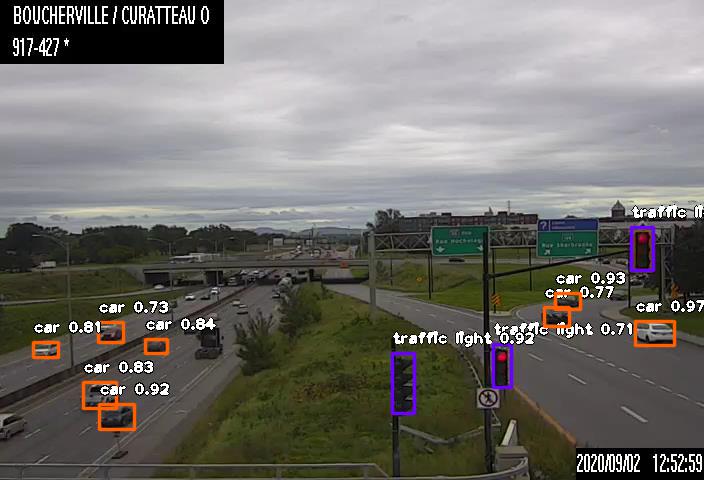 BOUCHERVILLE / CURATTEAU O
917-427 *
traffic li
Rue Hochelaga
Rue Sherbrooke
car 0.93
car 0.73
0.77
car 0.97
car 0.81
car 0.84
traffic light 0.92
traffic light 0.71
car 0.83
car 0.92
2020/09/02 12:52:59